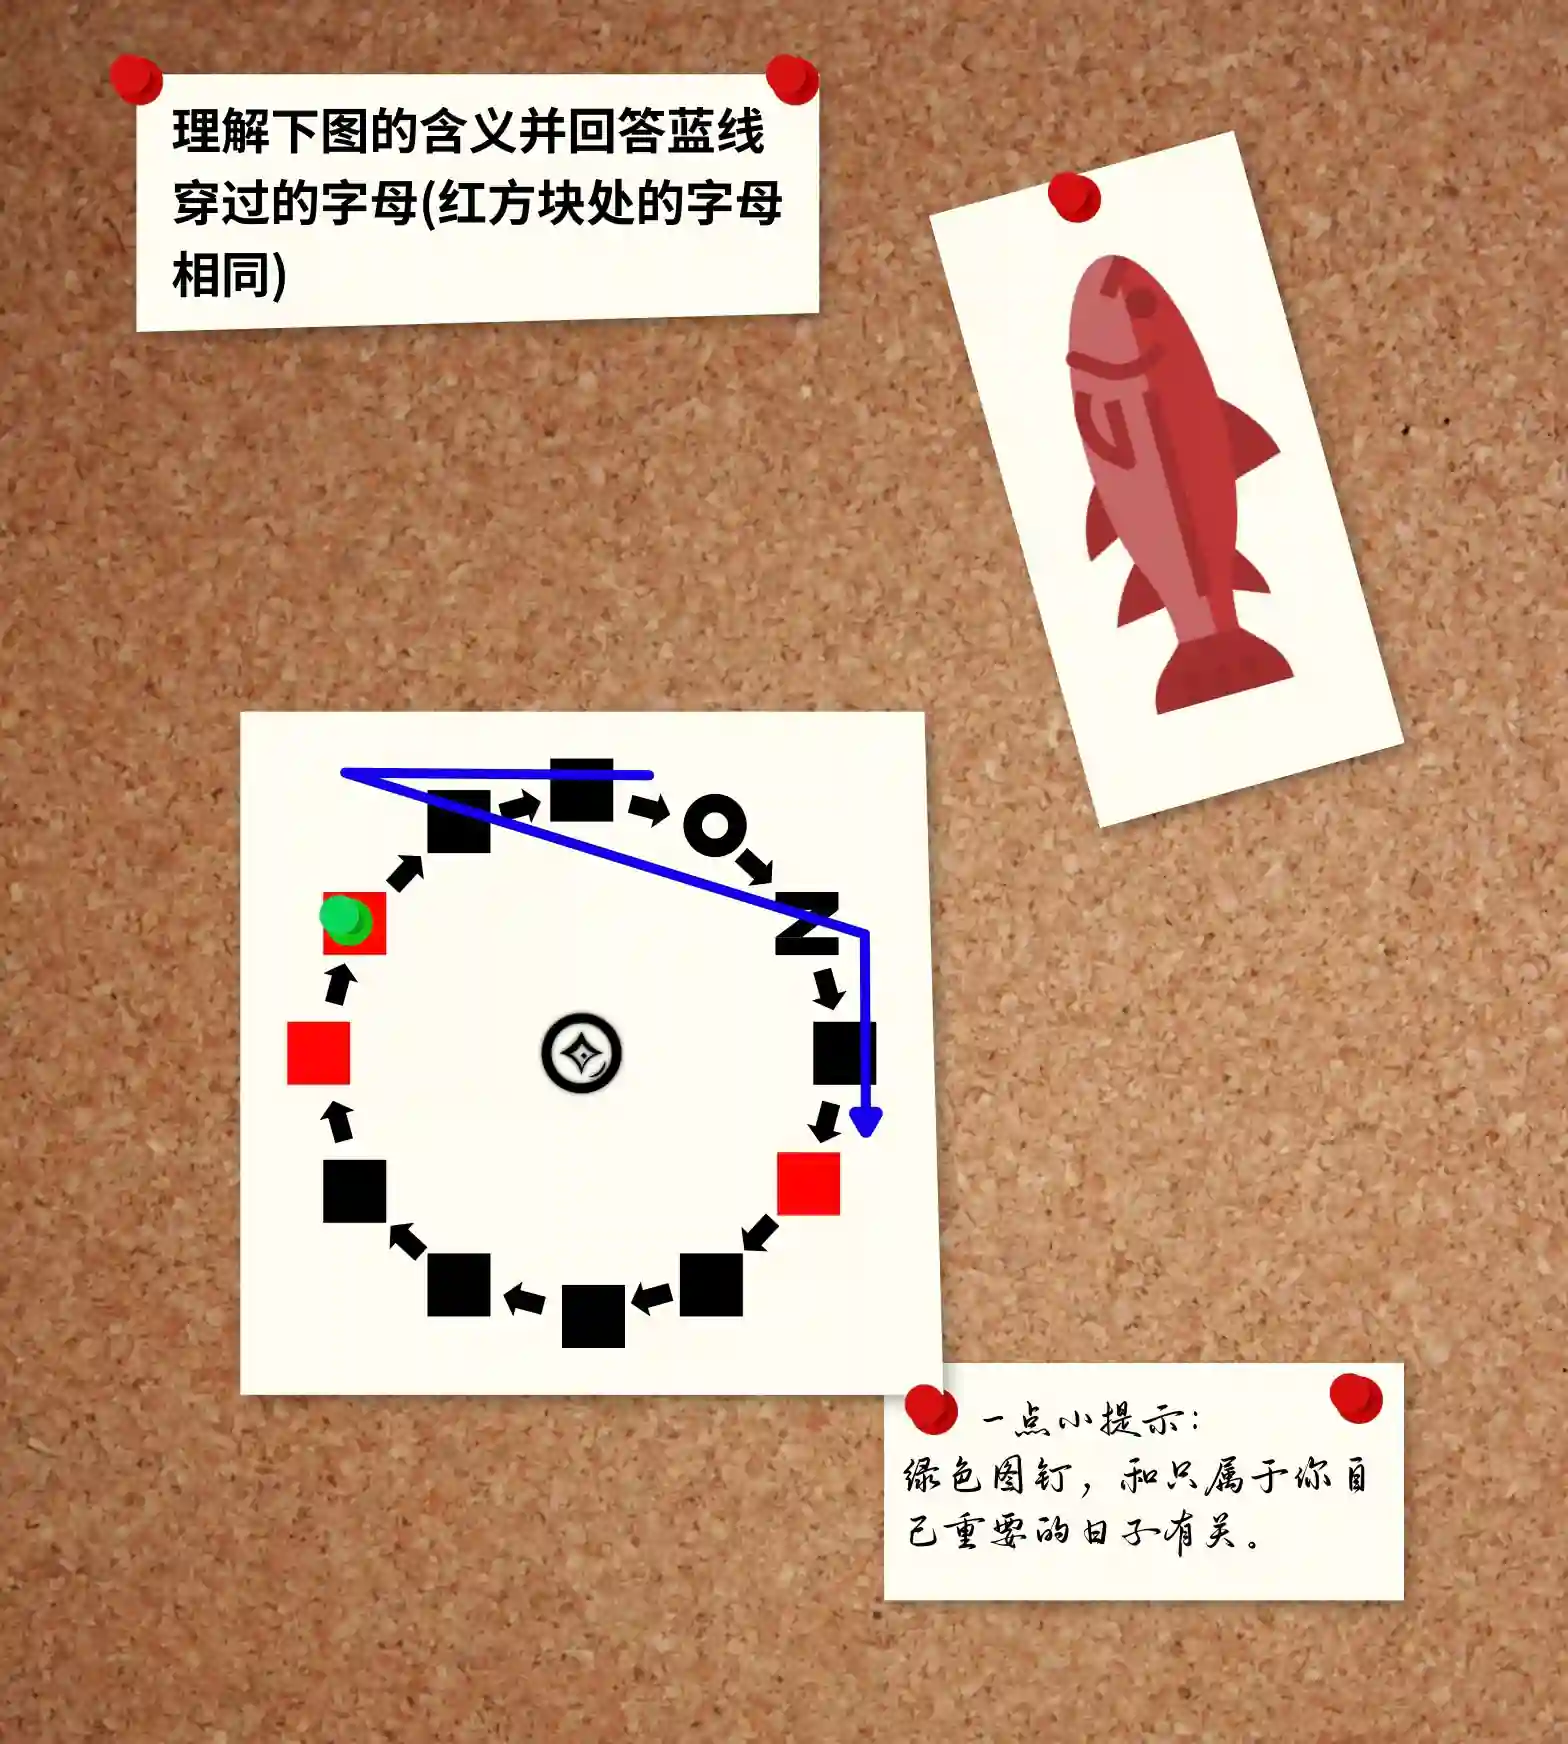 理解下图的含义并回答蓝线
穿过的字母(红方块处的字母
相同)
O
N
一点小提示：
绿色图钉，和只属于你自
己重要的日子有关。